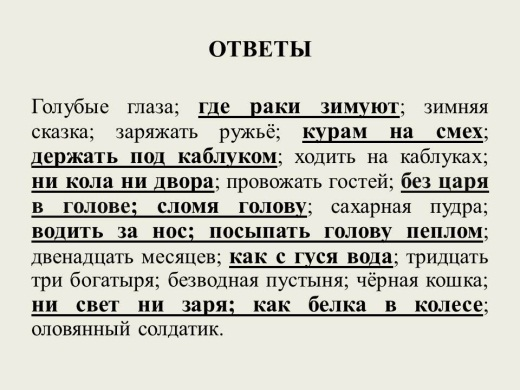 ОТВЕТЫ
Голубые глаза; где раки зимуют; зимняя
сказка; заряжать ружьё; курам на смех;
держать под каблуком; ходить на каблуках;
ни кола ни двора; провожать гостей; без царя
в голове; сломя голову; сахарная пудра;
водить за нос; посыпать голову пеплом;
двенадцать месяцев; как с гуся вода; тридцать
три богатыря; безводная пустыня; чёрная кошка;
ни свет ни заря; как белка в колесе;
оловянный солдатик.